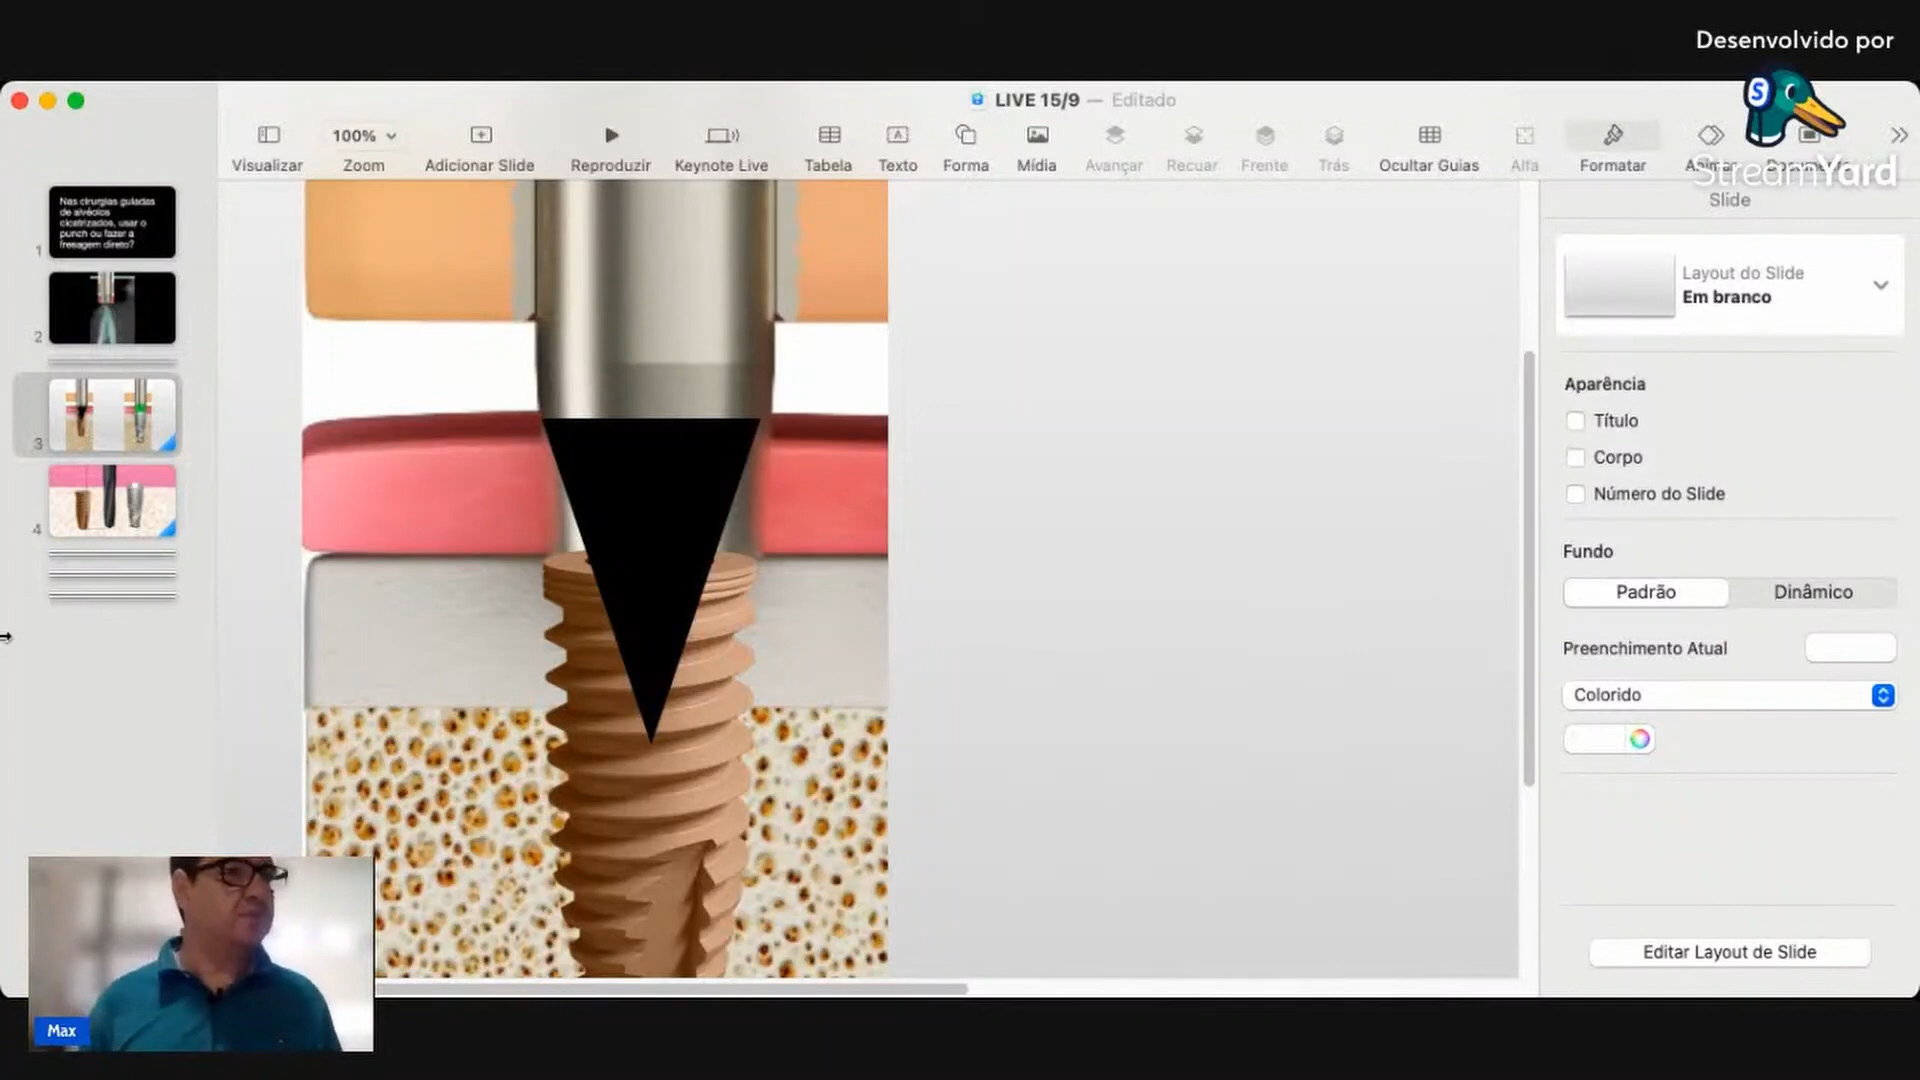 Desenvolvido por
StreamYard
LIVE 15/9 — Editado
100%
Visualizar
Zoom
Adicionar Slide
Reproduzir
Keynote Live
Tabela
Texto
Forma
Mídia
Avançar
Recuar
Frente
Trás
Ocultar Guias
Alfa
Formatar
Slide
Nas cirurgias guiadas
de alvéolos
cicatrizados, usar o
punch ou fazer a
fresagem direto?
1
2
3
4
Layout do Slide
Em branco
Aparência
Título
Corpo
Número do Slide
Fundo
Padrão
Dinâmico
Preenchimento Atual
Colorido
Editar Layout de Slide
Max